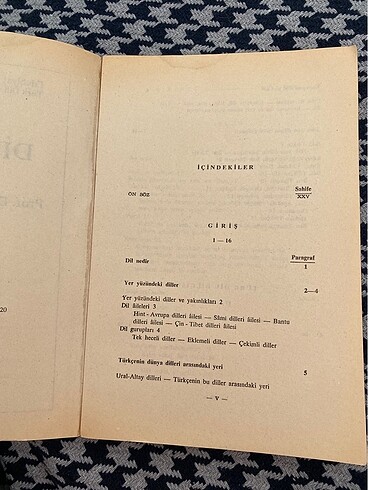 Dİ
20
İÇİNDEKİLER
Sahife
ÖN SÖZ XXV
GİRİŞ
1 — 16
Paragraf
Dil nedir 1
Yer yüzündeki diller 2—4
Yer yüzündeki diller ve yakınlıkları 2
Dil âileleri 3
Hint - Avrupa dilleri âilesi — Sâmi dilleri âilesi — Bantu
dilleri âilesi — Çin - Tibet dilleri âilesi
Dil gurupları 4
Tek heceli diller — Eklemeli diller — Çekimli diller
Türkçenin dünya dilleri arasındaki yeri 5
Ural-Altay dilleri — Türkçenin bu diller arasındaki yeri
— V —